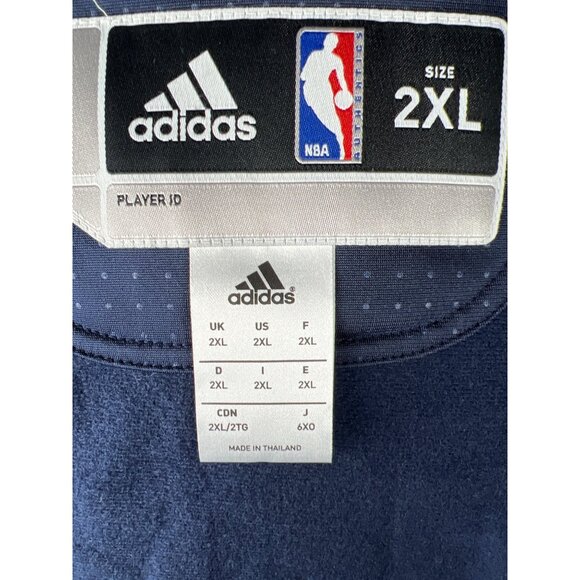 adidas
NBA
AUTHENTICS
SIZE
2XL
PLAYER ID
adidas®
UK US F
2XL 2XL 2XL
D I E
2XL 2XL 2XL
CDN J
2XL/2TG 6XO
MADE IN THAILAND